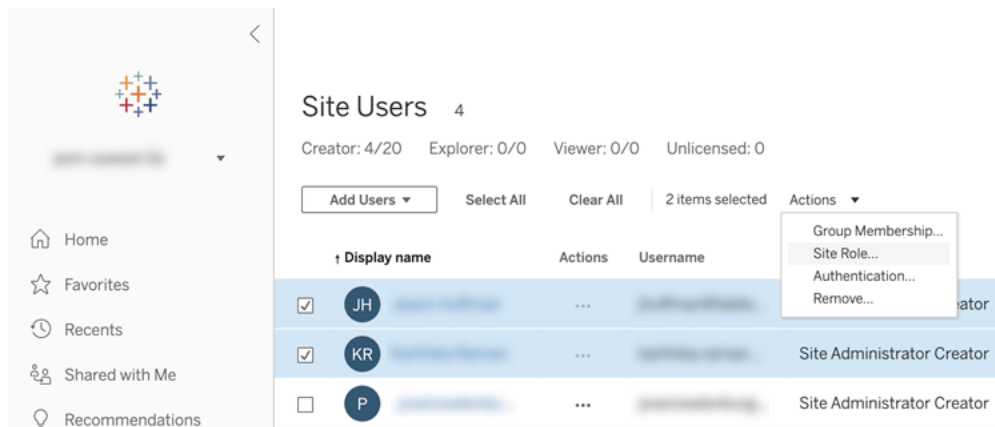 Site Users 4
Creator: 4/20 Explorer: 0/0 Viewer: 0/0 Unlicensed: 0
Add Users ▼ Select All Clear All 2 items selected Actions ▼
Group Membership...
Site Role...
Authentication...
Remove...
↑ Display name Actions Username
JH ... ator
KR ... Site Administrator Creator
P ... Site Administrator Creator
Home
Favorites
Recents
Shared with Me
Recommendations